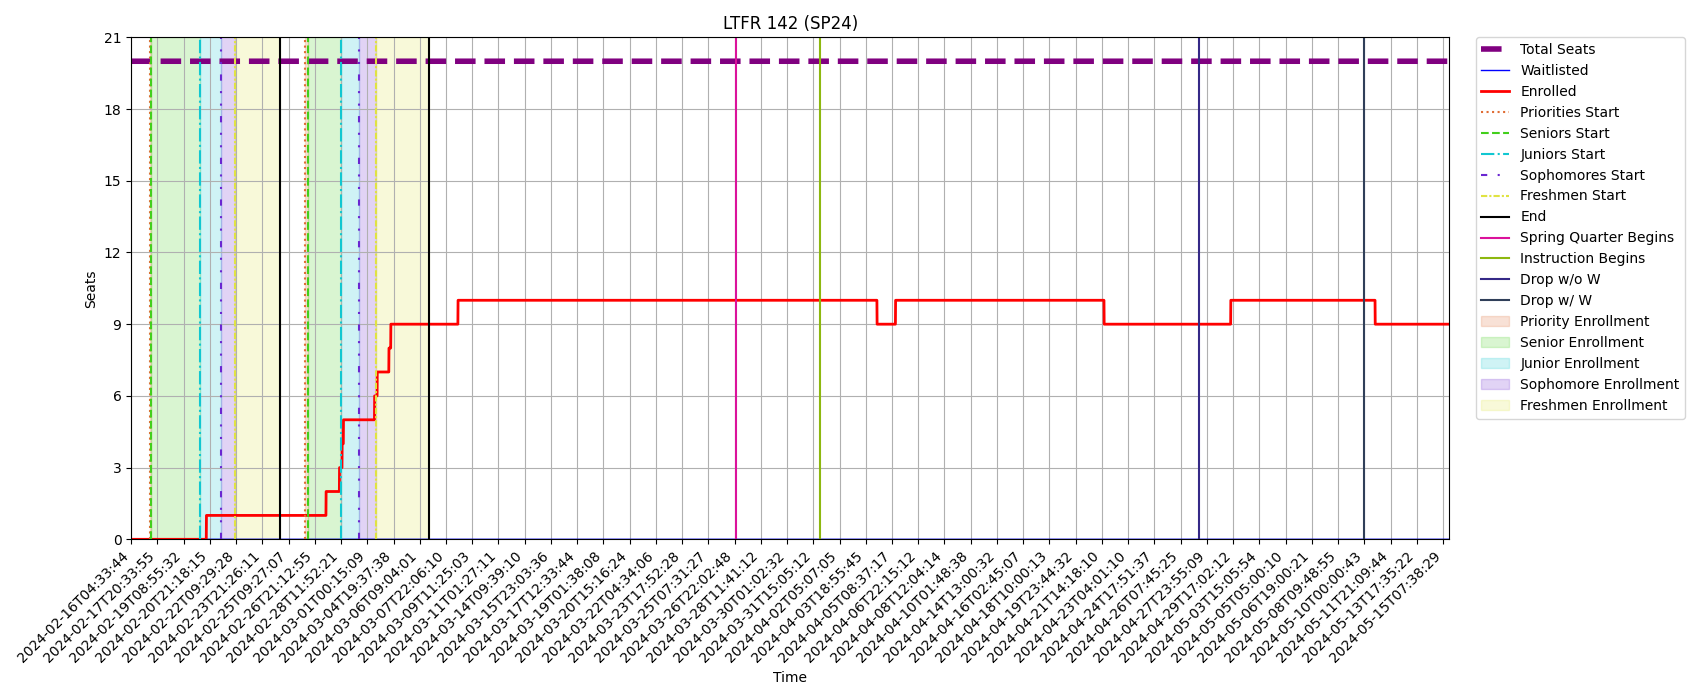 LTFR 142 (SP24)
21
18
15
12
9
6
3
0
Seats
2024-02-16T04:33:44
2024-02-17T20:33:55
2024-02-19T08:55:32
2024-02-20T21:18:15
2024-02-22T09:29:28
2024-02-23T21:26:11
2024-02-25T09:27:07
2024-02-26T21:12:55
2024-02-28T11:52:21
2024-03-01T00:15:09
2024-03-04T19:37:38
2024-03-06T09:04:01
2024-03-07T22:06:10
2024-03-11T01:25:03
2024-03-13T01:27:11
2024-03-14T09:39:10
2024-03-15T23:03:36
2024-03-17T12:33:44
2024-03-19T01:38:08
2024-03-20T15:16:24
2024-03-22T04:34:06
2024-03-23T17:52:28
2024-03-25T07:31:27
2024-03-26T22:02:48
2024-03-28T11:41:12
2024-03-30T01:02:32
2024-03-31T15:05:12
2024-04-02T05:07:05
2024-04-03T18:55:45
2024-04-05T08:37:17
2024-04-06T22:15:12
2024-04-08T12:04:14
2024-04-10T01:48:38
2024-04-14T13:00:32
2024-04-16T02:45:07
2024-04-18T10:00:13
2024-04-19T23:44:32
2024-04-21T14:18:10
2024-04-23T04:01:10
2024-04-24T17:51:37
2024-04-26T07:45:25
2024-04-27T23:55:09
2024-04-29T17:02:12
2024-05-03T15:05:54
2024-05-05T05:00:10
2024-05-06T19:00:21
2024-05-08T09:48:55
2024-05-10T00:00:43
2024-05-11T21:09:44
2024-05-13T17:35:22
2024-05-15T07:38:29
Time
Total Seats
Waitlisted
Enrolled
Priorities Start
Seniors Start
Juniors Start
Sophomores Start
Freshmen Start
End
Spring Quarter Begins
Instruction Begins
Drop w/o W
Drop w/ W
Priority Enrollment
Senior Enrollment
Junior Enrollment
Sophomore Enrollment
Freshmen Enrollment